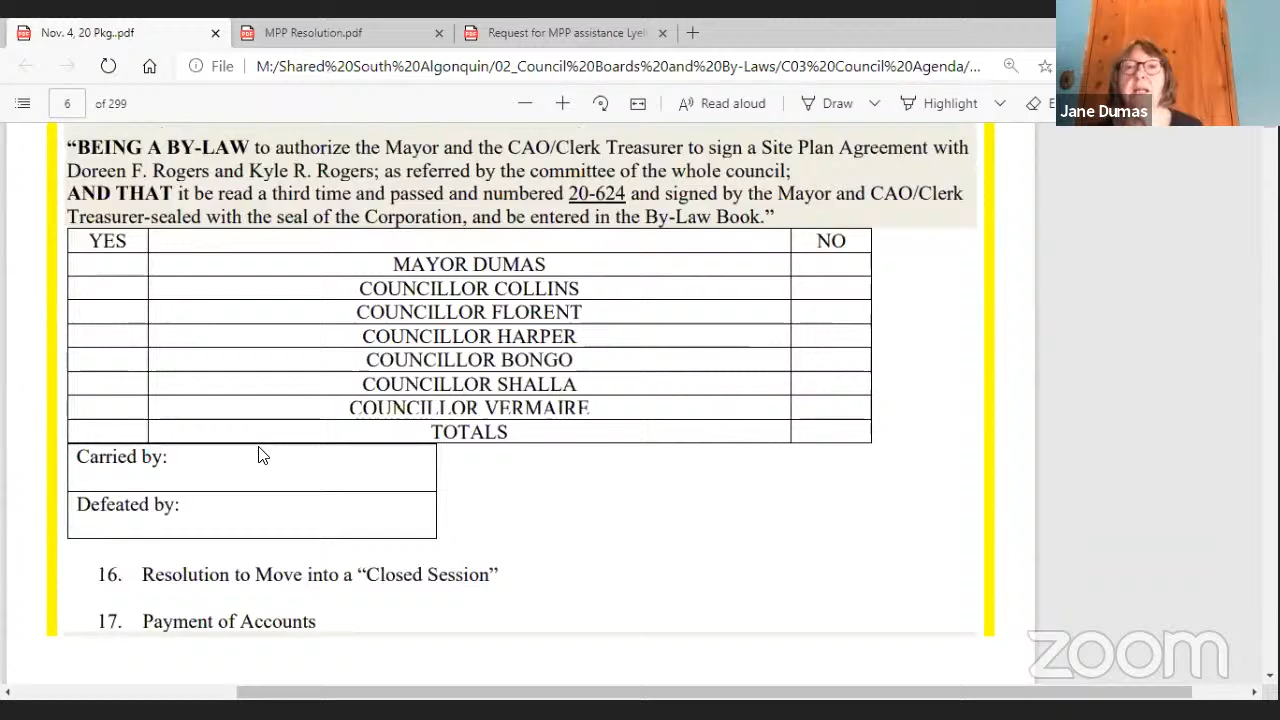 Nov. 4, 20 Pkg..pdf
MPP Resolution.pdf
Request for MPP assistance Lyel
File M:/Shared%20South%20Algonquin/02_Council%20Boards%20and%20By-Laws/C03%20Council%20Agenda/...
6 of 299
Read aloud
Draw
Highlight
Jane Dumas
“BEING A BY-LAW to authorize the Mayor and the CAO/Clerk Treasurer to sign a Site Plan Agreement with
Doreen F. Rogers and Kyle R. Rogers; as referred by the committee of the whole council;
AND THAT it be read a third time and passed and numbered 20-624 and signed by the Mayor and CAO/Clerk
Treasurer-sealed with the seal of the Corporation, and be entered in the By-Law Book.”
YES NO
MAYOR DUMAS
COUNCILLOR COLLINS
COUNCILLOR FLORENT
COUNCILLOR HARPER
COUNCILLOR BONGO
COUNCILLOR SHALLA
COUNCILLOR VERMAIRE
TOTALS
Carried by:
Defeated by:
16. Resolution to Move into a “Closed Session”
17. Payment of Accounts
zoom